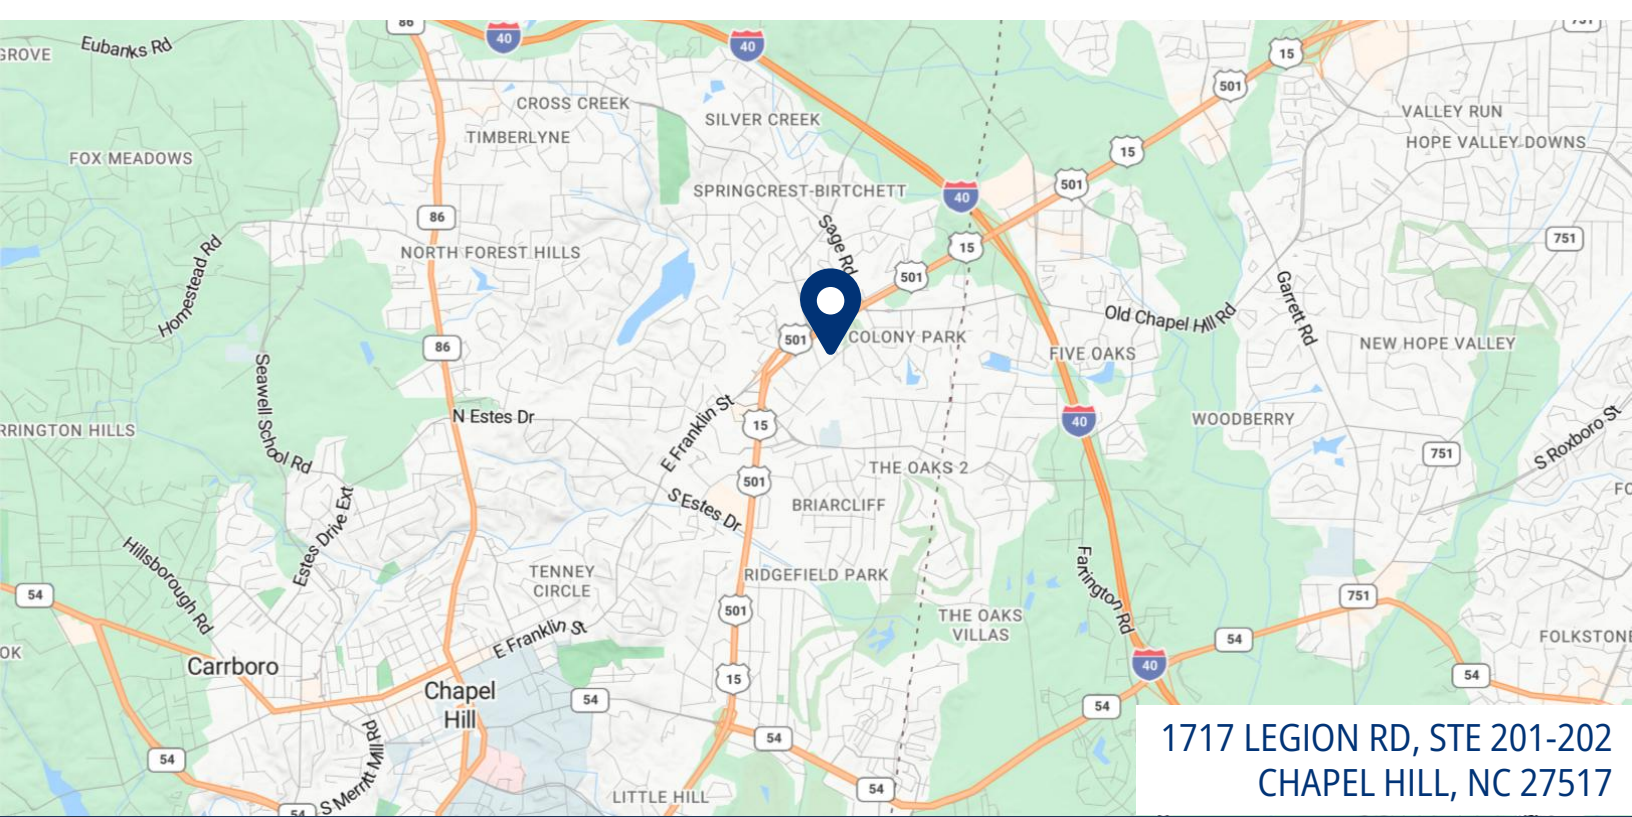 86
40
40
15
751
Eubanks Rd
501
CROSS CREEK
VALLEY RUN
SILVER CREEK
TIMBERLYNE
HOPE VALLEY DOWNS
15
FOX MEADOWS
SPRINGCREST-BIRTCHETT
501
40
86
Sage Rd
15
751
NORTH FOREST HILLS
Homestead Rd
501
Garrett Rd
Old Chapel Hill Rd
501
COLONY PARK
86
FIVE OAKS
NEW HOPE VALLEY
Seawell School Rd
N Estes Dr
E Franklin St
15
40
WOODBERRY
S Roxboro St
751
THE OAKS 2
501
S Estes Dr
BRIARCLIFF
Estes Drive Ext
Hillsborough Rd
TENNEY
CIRCLE
RIDGEFIELD PARK
Farrington Rd
54
751
501
THE OAKS
VILLAS
E Franklin St
54
Carrboro
40
Chapel
Hill
15
54
54
54
54
54
S Merritt Mill Rd
54
54
LITTLE HILL
1717 LEGION RD, STE 201-202
CHAPEL HILL, NC 27517